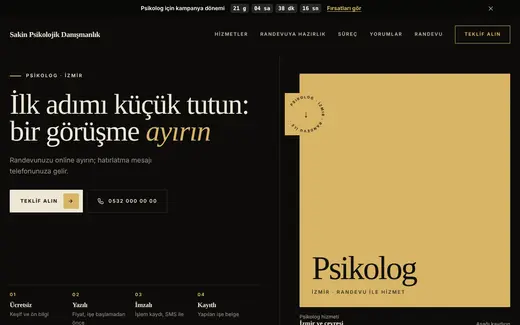 Psikolog için kampanya dönemi 21 g 04 sa 38 dk 16 sn Fırsatları gör ×
Sakin Psikolojik Danışmanlık
HİZMETLER RANDEVUYA HAZIRLIK SÜREÇ YORUMLAR RANDEVU TEKLİF ALIN
PSİKOLOG · İZMİR
İlk adımı küçük tutun:
bir görüşme ayırın
Randevunuzu online ayırın; hatırlatma mesajı
telefonunuza gelir.
TEKLİF ALIN →
0532 000 00 00
01 02 03 04
Ücretsiz Yazılı İmzalı Kayıtlı
Keşif ve ön bilgi Fiyat, işe başlamadan İşlem kaydı, SMS ile Yapılan işe belge
önce
Psikolog
İZMİR · RANDEVU İLE HİZMET
Psikolog hizmeti
İzmir ve çevresi